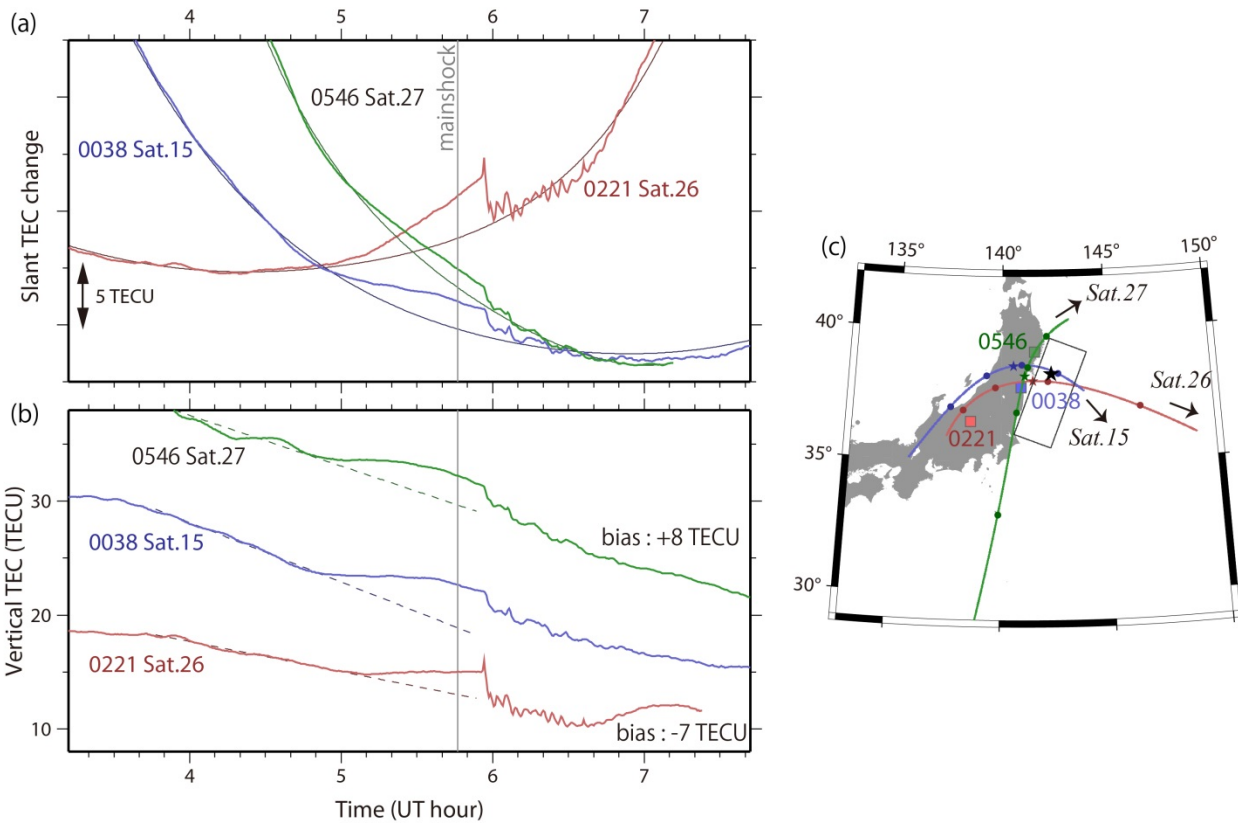 (a)
4 5 6 7
Slant TEC change
0546 Sat.27
mainshock
0038 Sat.15
0221 Sat.26
5 TECU
(b)
Vertical TEC (TECU)
30
20
10
0546 Sat.27
0038 Sat.15
0221 Sat.26
bias : +8 TECU
bias : -7 TECU
4 5 6 7
Time (UT hour)
(c)
135° 140° 145° 150°
40°
35°
30°
Sat.27
0546
Sat.26
0038
Sat.15
0221